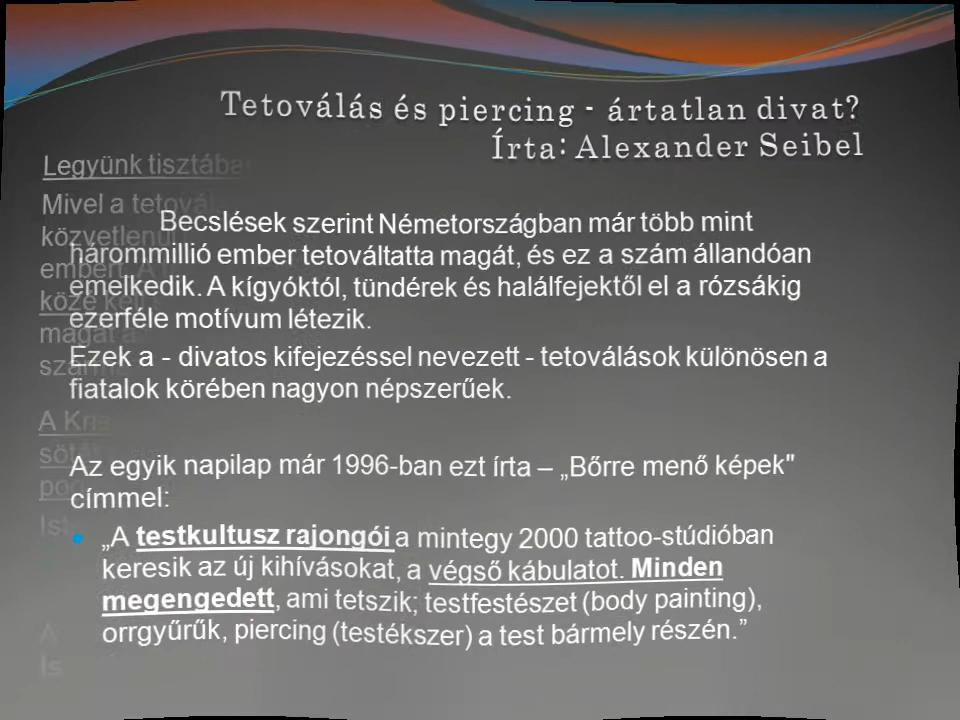 Tetoválás és piercing - ártatlan divat?
Írta: Alexander Seibel
Legyünk
Mivel a
Becslések szerint Németországban már több mint
hárommillió ember tetováltatta magát, és ez a szám állandóan
emelkedik. A kígyóktól, tündérek és halálfejektől el a rózsákig
ezerféle motívum létezik.
Ezek a - divatos kifejezéssel nevezett - tetoválások különösen a
fiatalok körében nagyon népszerűek.
Az egyik napilap már 1996-ban ezt írta – „Bőrre menő képek"
címmel:
„A testkultusz rajongói a mintegy 2000 tattoo-stúdióban
keresik az új kihívásokat, a végső kábulatot. Minden
megengedett, ami tetszik; testfestészet (body painting),
orrgyűrűk, piercing (testékszer) a test bármely részén.”